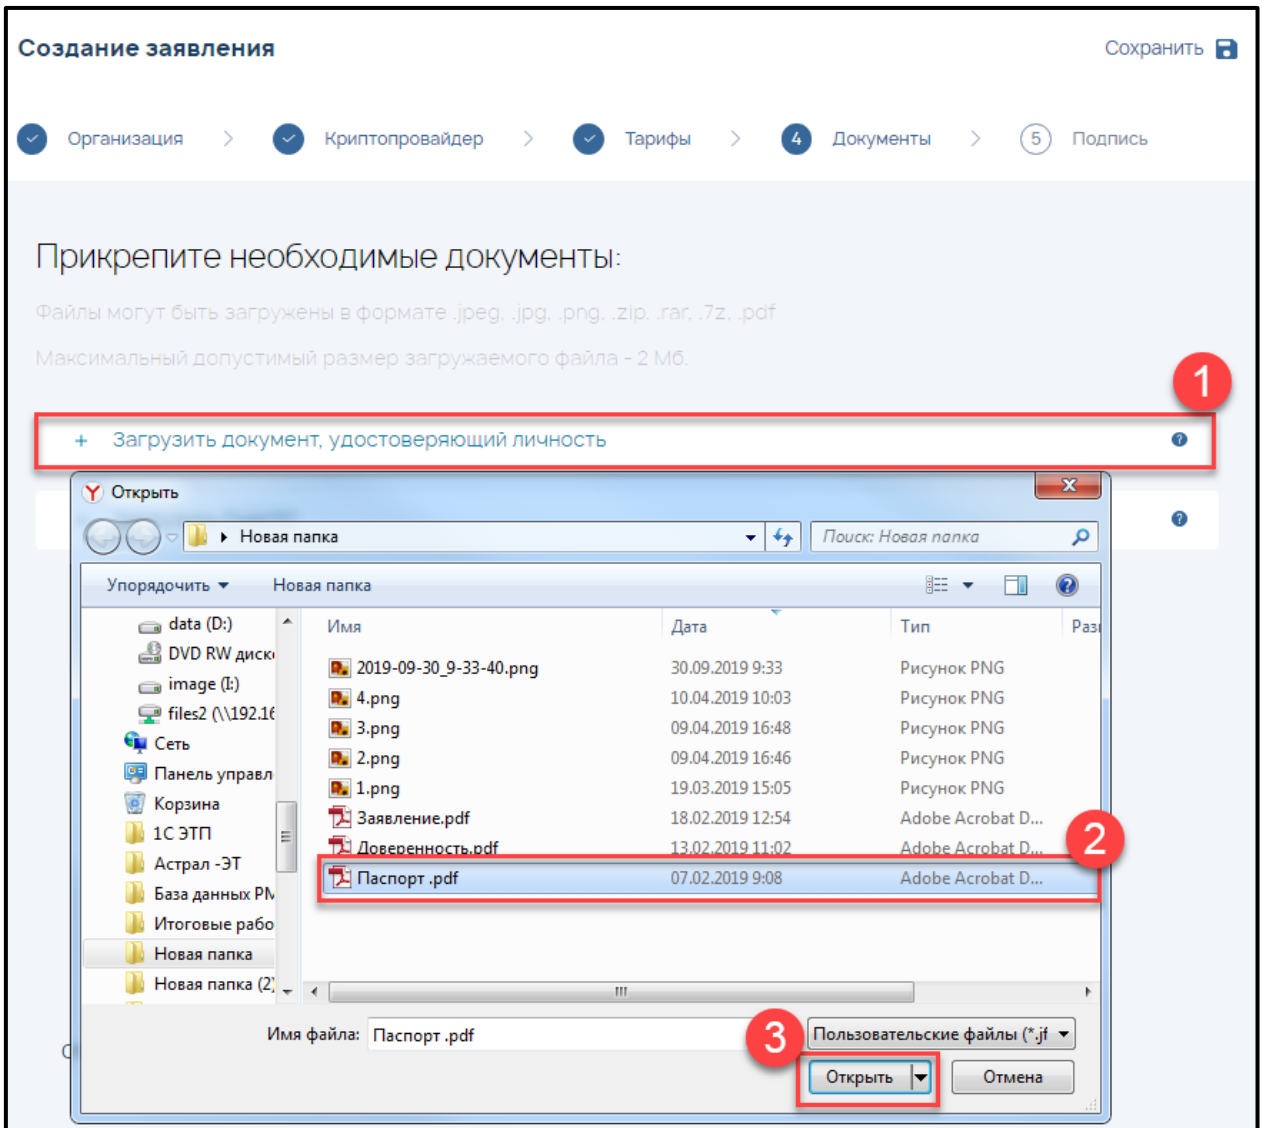 Создание заявления
Сохранить
Организация > Криптопровайдер > Тарифы > 4 Документы > 5 Подпись
Прикрепите необходимые документы:
Файлы могут быть загружены в формате .jpeg, .jpg, .png, .zip, .rar, .7z, .pdf
Максимальный допустимый размер загружаемого файла - 2 Мб.
1
+ Загрузить документ, удостоверяющий личность ?
Открыть
?
Новая папка
Поиск: Новая папка
Упорядочить Новая папка
data (D:)
DVD RW диск
image (I:)
files2 (\\192.16
Сеть
Панель управл
Корзина
1С ЭТП
Астрал -ЭТ
База данных РМ
Итоговые рабо
Новая папка
Новая папка (2)
Имя Дата Тип Разм
2019-09-30_9-33-40.png 30.09.2019 9:33 Рисунок PNG
4.png 10.04.2019 10:03 Рисунок PNG
3.png 09.04.2019 16:48 Рисунок PNG
2.png 09.04.2019 16:46 Рисунок PNG
1.png 19.03.2019 15:05 Рисунок PNG
Заявление.pdf 18.02.2019 12:54 Adobe Acrobat D...
Доверенность.pdf 13.02.2019 11:02 Adobe Acrobat D...
2
Паспорт .pdf 07.02.2019 9:08 Adobe Acrobat D...
Имя файла: Паспорт .pdf
3
Пользовательские файлы (*.jf
Открыть Отмена